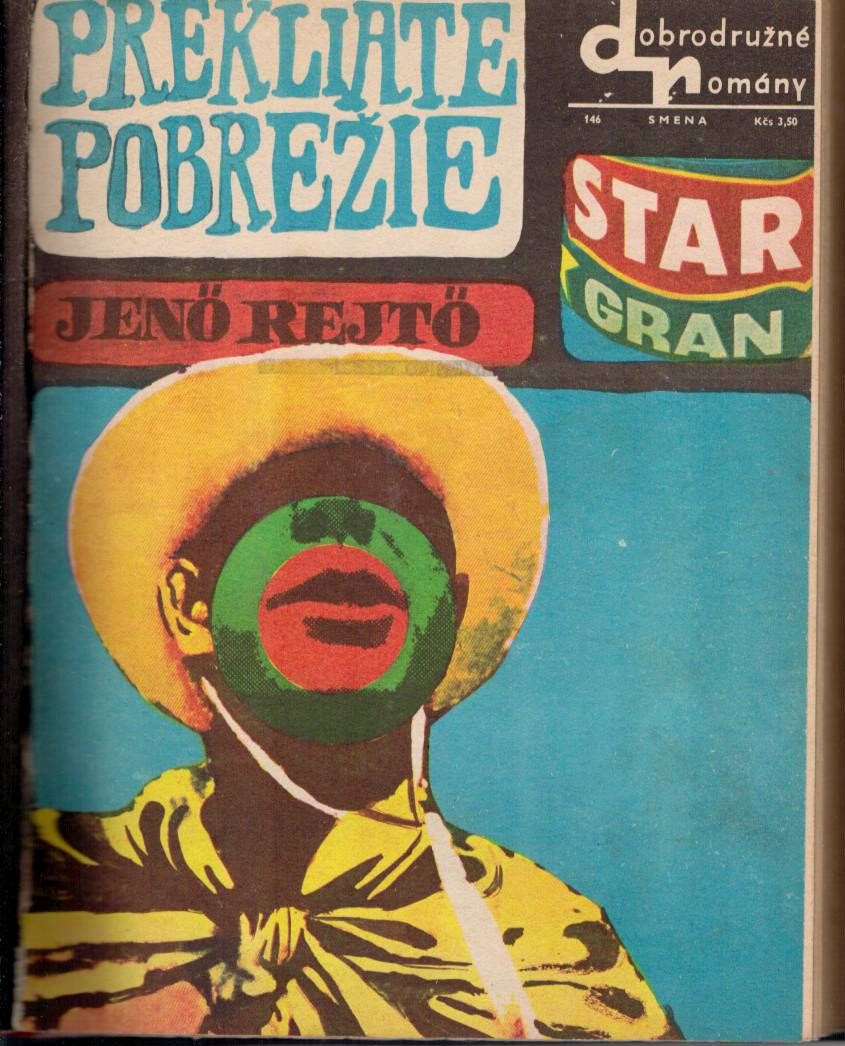 PREKLIATE
POBREŽIE
dobrodružné
romány
146 SMENA Kčs 3,50
STAR
GRAN
JENŐ REJTŐ